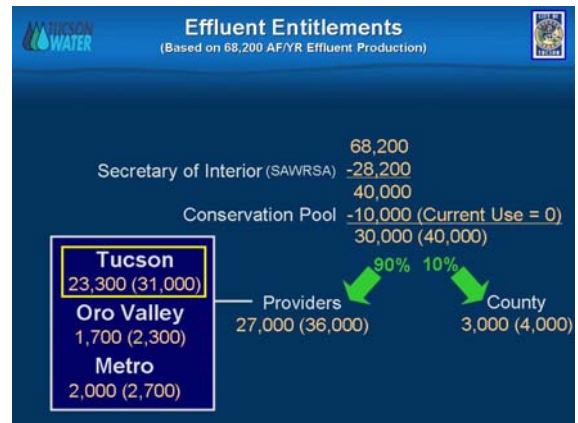 TUCSON
WATER
Effluent Entitlements
(Based on 68,200 AF/YR Effluent Production)
68,200
Secretary of Interior (SAWRSA) -28,200
40,000
Conservation Pool -10,000 (Current Use = 0)
30,000 (40,000)
90% 10%
Tucson
23,300 (31,000)
Oro Valley
1,700 (2,300)
Metro
2,000 (2,700)
Providers
27,000 (36,000)
County
3,000 (4,000)